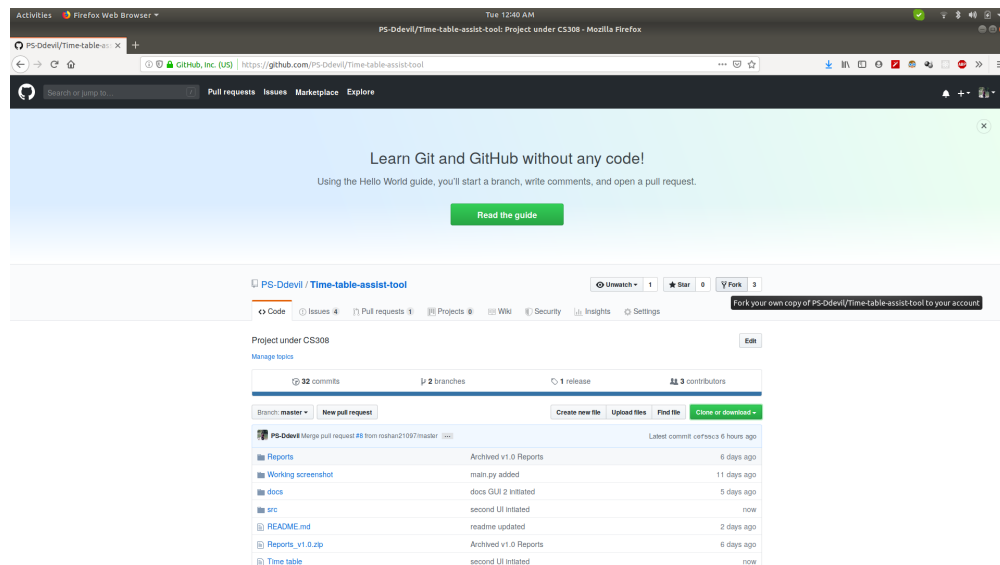 Activities Firefox Web Browser Tue 12:40 AM
PS-Ddevil/Time-table-assist-tool: Project under CS308 - Mozilla Firefox
PS-Ddevil/Time-table-as
GitHub, Inc. (US) https://github.com/PS-Ddevil/Time-table-assist-tool
Search or jump to... / Pull requests Issues Marketplace Explore
Learn Git and GitHub without any code!
Using the Hello World guide, you'll start a branch, write comments, and open a pull request.
Read the guide
PS-Ddevil / Time-table-assist-tool Unwatch 1 Star 0 Fork 3
Fork your own copy of PS-Ddevil/Time-table-assist-tool to your account
Code Issues 4 Pull requests 1 Projects 0 Wiki Security Insights Settings
Project under CS308 Edit
Manage topics
32 commits 2 branches 1 release 3 contributors
Branch: master New pull request Create new file Upload files Find file Clone or download
PS-Ddevil Merge pull request #8 from roshan21097/master Latest commit 6 hours ago
Reports Archived v1.0 Reports 6 days ago
Working screenshot main.py added 11 days ago
docs docs GUI 2 initiated 5 days ago
src second UI intiated now
README.md readme updated 2 days ago
Reports_v1.0.zip Archived v1.0 Reports 6 days ago
Time table second UI intiated now